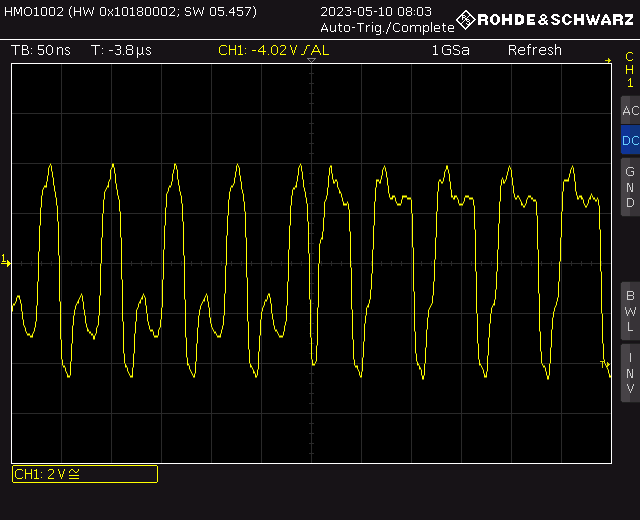 HMO1002 (HW 0x10180002; SW 05.457)
2023-05-10 08:03
Auto-Trig./Complete
ROHDE&SCHWARZ
TB: 50ns
T: -3.8µs
CH1: -4.02V / AL
1GSa
Refresh
CH1
AC
DC
GND
BWL
INV
1
T
CH1: 2V≅